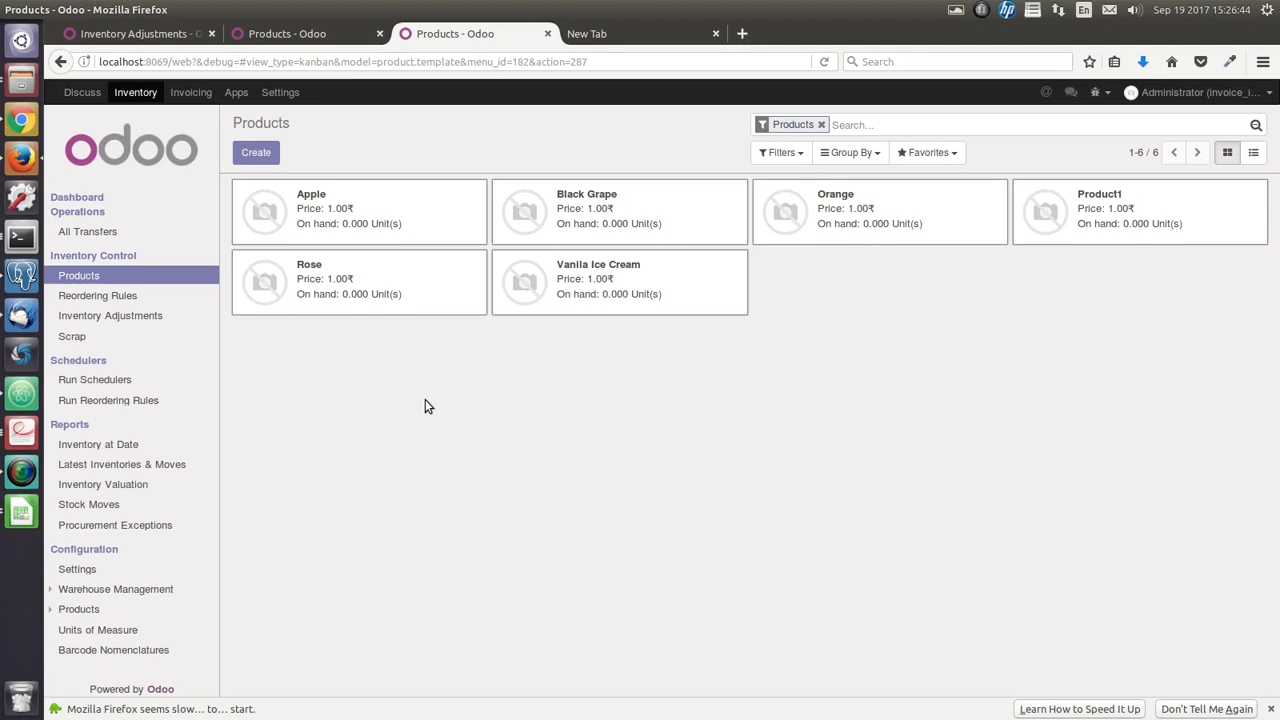 Products - Odoo - Mozilla Firefox
En
Sep 19 2017 15:26:44
Inventory Adjustments - O
Products - Odoo
Products - Odoo
New Tab
localhost:8069/web?&debug=#view_type=kanban&model=product.template&menu_id=182&action=287
Search
Discuss
Inventory
Invoicing
Apps
Settings
Administrator (invoice_i...
odoo
Products
Products
Search...
Create
Filters
Group By
Favorites
1-6 / 6
Dashboard
Operations
All Transfers
Inventory Control
Products
Reordering Rules
Inventory Adjustments
Scrap
Schedulers
Run Schedulers
Run Reordering Rules
Reports
Inventory at Date
Latest Inventories & Moves
Inventory Valuation
Stock Moves
Procurement Exceptions
Configuration
Settings
Warehouse Management
Products
Units of Measure
Barcode Nomenclatures
Powered by Odoo
Apple
Price: 1.00₹
On hand: 0.000 Unit(s)
Black Grape
Price: 1.00₹
On hand: 0.000 Unit(s)
Orange
Price: 1.00₹
On hand: 0.000 Unit(s)
Product1
Price: 1.00₹
On hand: 0.000 Unit(s)
Rose
Price: 1.00₹
On hand: 0.000 Unit(s)
Vanila Ice Cream
Price: 1.00₹
On hand: 0.000 Unit(s)
Mozilla Firefox seems slow... to... start.
Learn How to Speed It Up
Don't Tell Me Again